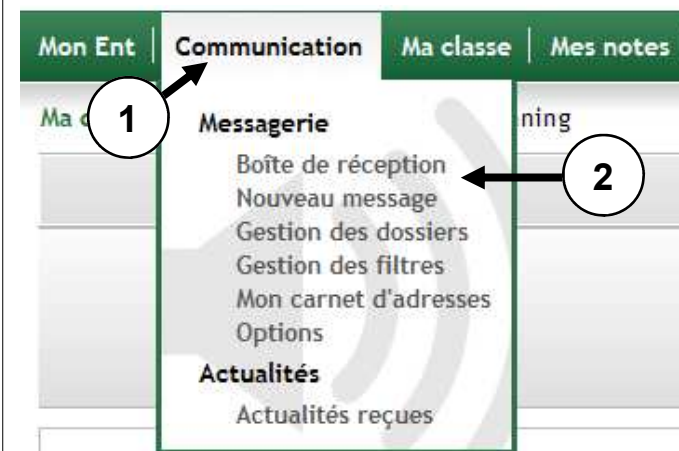 Mon Ent Communication Ma classe Mes notes
1
Ma ning
Messagerie
Boîte de réception
2
Nouveau message
Gestion des dossiers
Gestion des filtres
Mon carnet d'adresses
Options
Actualités
Actualités reçues